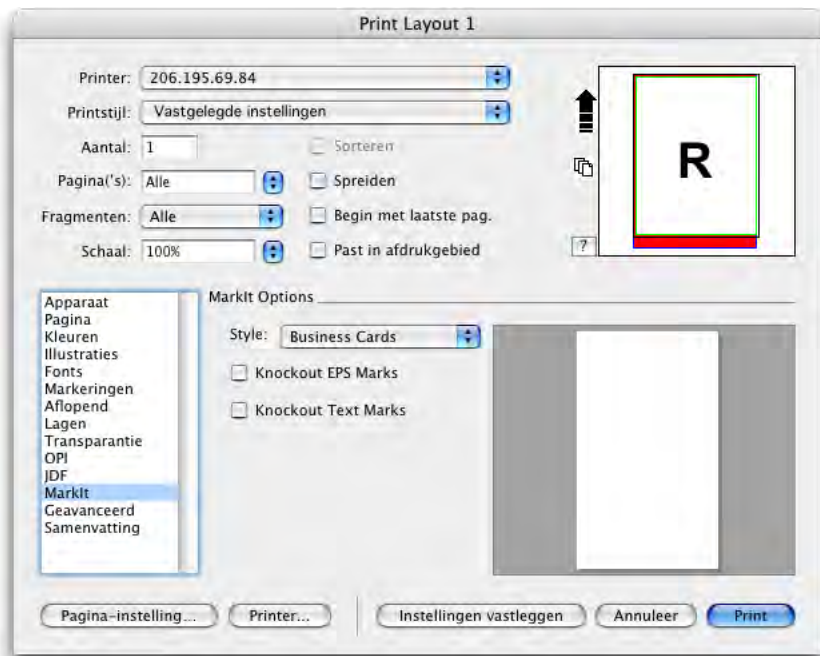 Print Layout 1
Printer: 206.195.69.84
Printstijl: Vastgelegde instellingen
Aantal: 1 Sorteren
Pagina('s): Alle Spreiden
Fragmenten: Alle Begin met laatste pag.
Schaal: 100% Past in afdrukgebied
R
?
Apparaat
Pagina
Kleuren
Illustraties
Fonts
Markeringen
Aflopend
Lagen
Transparantie
OPI
JDF
MarkIt
Geavanceerd
Samenvatting
MarkIt Options
Style: Business Cards
Knockout EPS Marks
Knockout Text Marks
Pagina-instelling... Printer... Instellingen vastleggen Annuleer Print